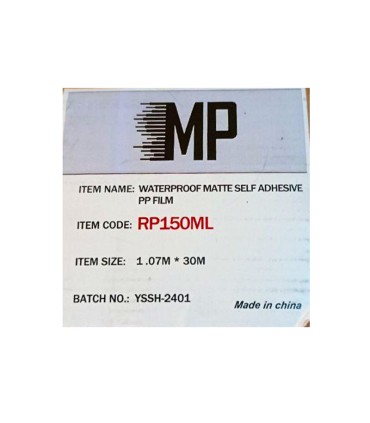 MP
ITEM NAME: WATERPROOF MATTE SELF ADHESIVE
PP FILM
ITEM CODE: RP150ML
ITEM SIZE: 1.07M * 30M
BATCH NO.: YSSH-2401
Made in china